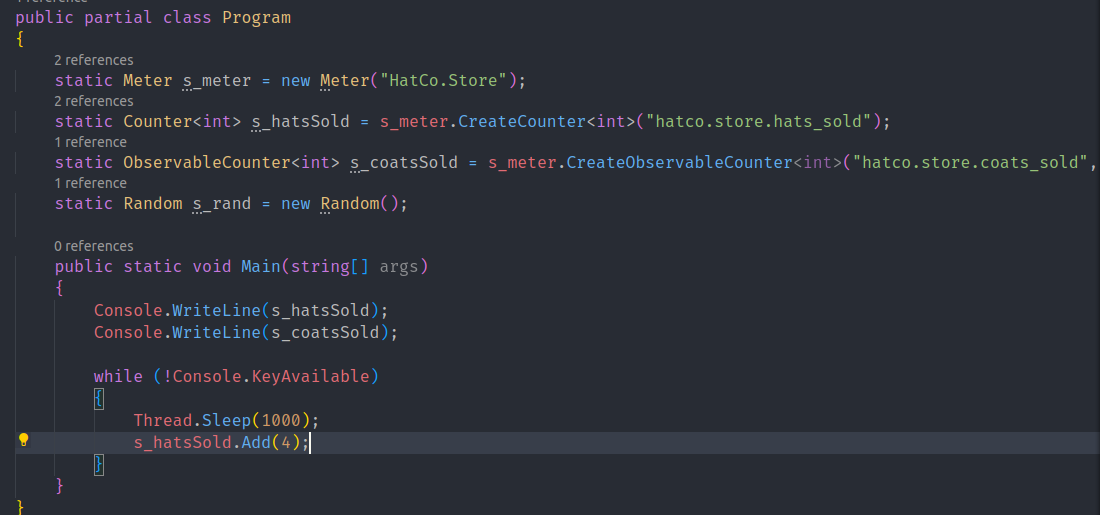 1 reference
public partial class Program
{
2 references
static Meter s_meter = new Meter("HatCo.Store");
2 references
static Counter<int> s_hatsSold = s_meter.CreateCounter<int>("hatco.store.hats_sold");
1 reference
static ObservableCounter<int> s_coatsSold = s_meter.CreateObservableCounter<int>("hatco.store.coats_sold",
1 reference
static Random s_rand = new Random();
0 references
public static void Main(string[] args)
{
Console.WriteLine(s_hatsSold);
Console.WriteLine(s_coatsSold);
while (!Console.KeyAvailable)
{
Thread.Sleep(1000);
s_hatsSold.Add(4);
}
}
}